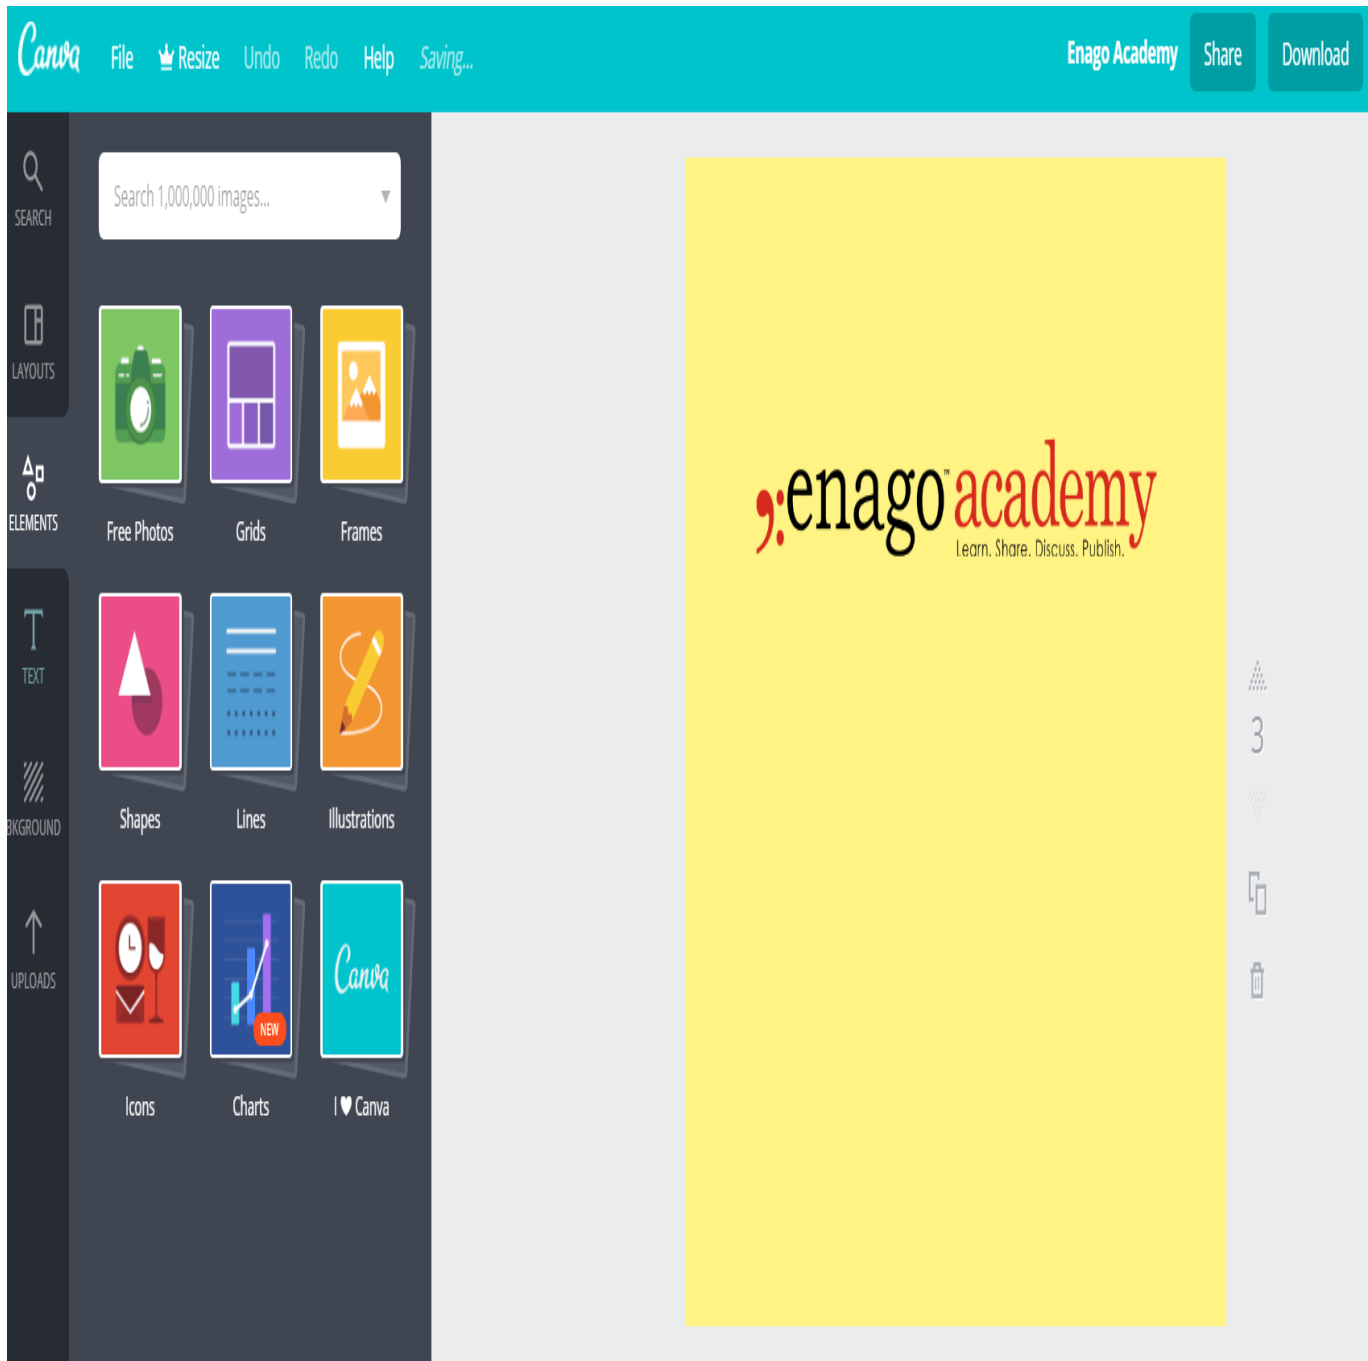 Canva File Resize Undo Redo Help Saving... Enago Academy Share Download
SEARCH
LAYOUTS
ELEMENTS
TEXT
BKGROUND
UPLOADS
Search 1,000,000 images...
Free Photos Grids Frames
Shapes Lines Illustrations
NEW
Canva
Icons Charts I ♥ Canva
enago™ academy
Learn. Share. Discuss. Publish.
3